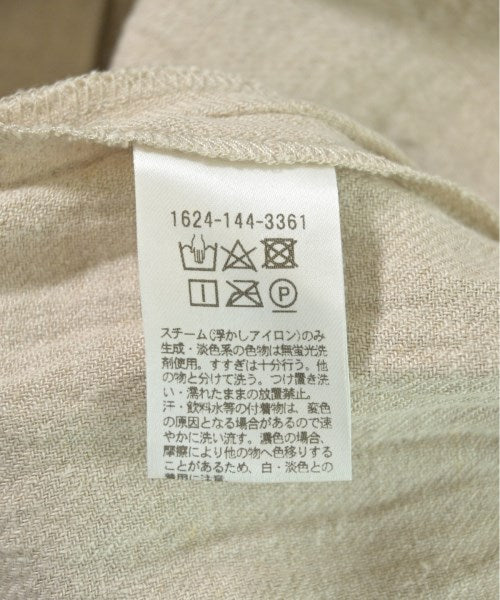 1624-144-3361
P
スチーム(浮かしアイロン)のみ
生成・淡色系の色物は無蛍光洗
剤使用。すすぎは十分行う。他
の物と分けて洗う。つけ置き洗
い・濡れたままの放置禁止。
汗・飲料水等の付着物は、変色
の原因となる場合があるので速
やかに洗い流す。濃色の場合、
摩擦により他の物へ色移りする
ことがあるため、白・淡色との
着用に注意